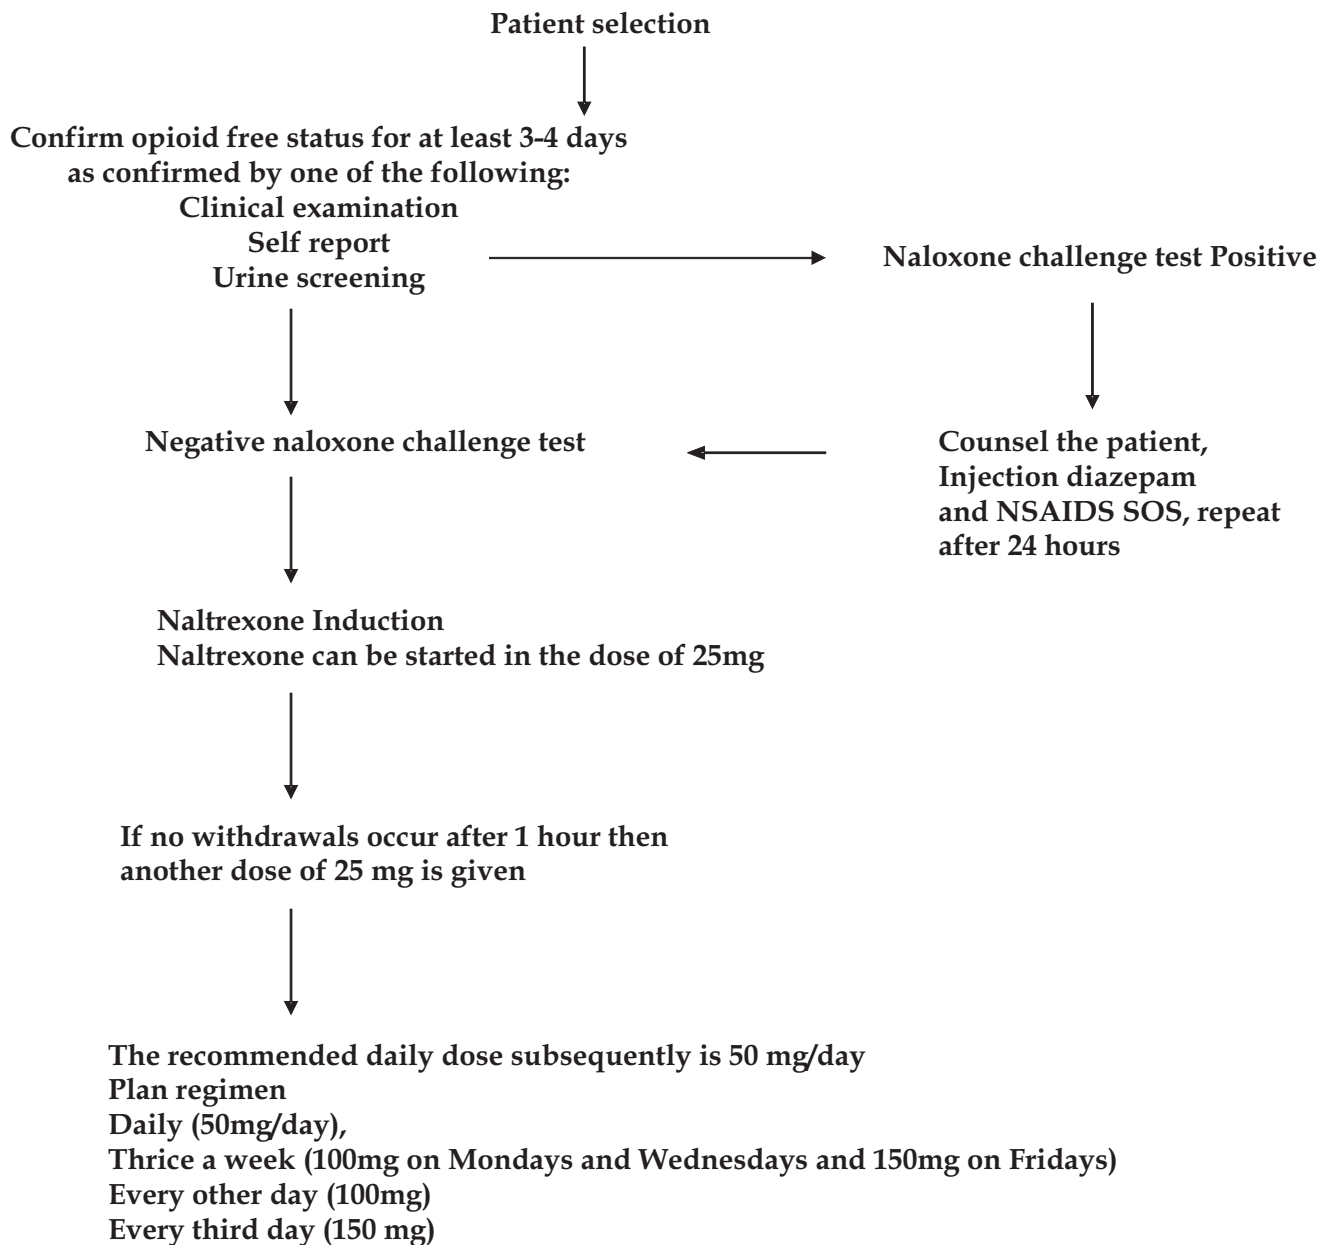 Patient selection
Confirm opioid free status for at least 3-4 days
as confirmed by one of the following:
Clinical examination
Self report
Urine screening
Naloxone challenge test Positive
Negative naloxone challenge test
Counsel the patient,
Injection diazepam
and NSAIDS SOS, repeat
after 24 hours
Naltrexone Induction
Naltrexone can be started in the dose of 25mg
If no withdrawals occur after 1 hour then
another dose of 25 mg is given
The recommended daily dose subsequently is 50 mg/day
Plan regimen
Daily (50mg/day),
Thrice a week (100mg on Mondays and Wednesdays and 150mg on Fridays)
Every other day (100mg)
Every third day (150 mg)